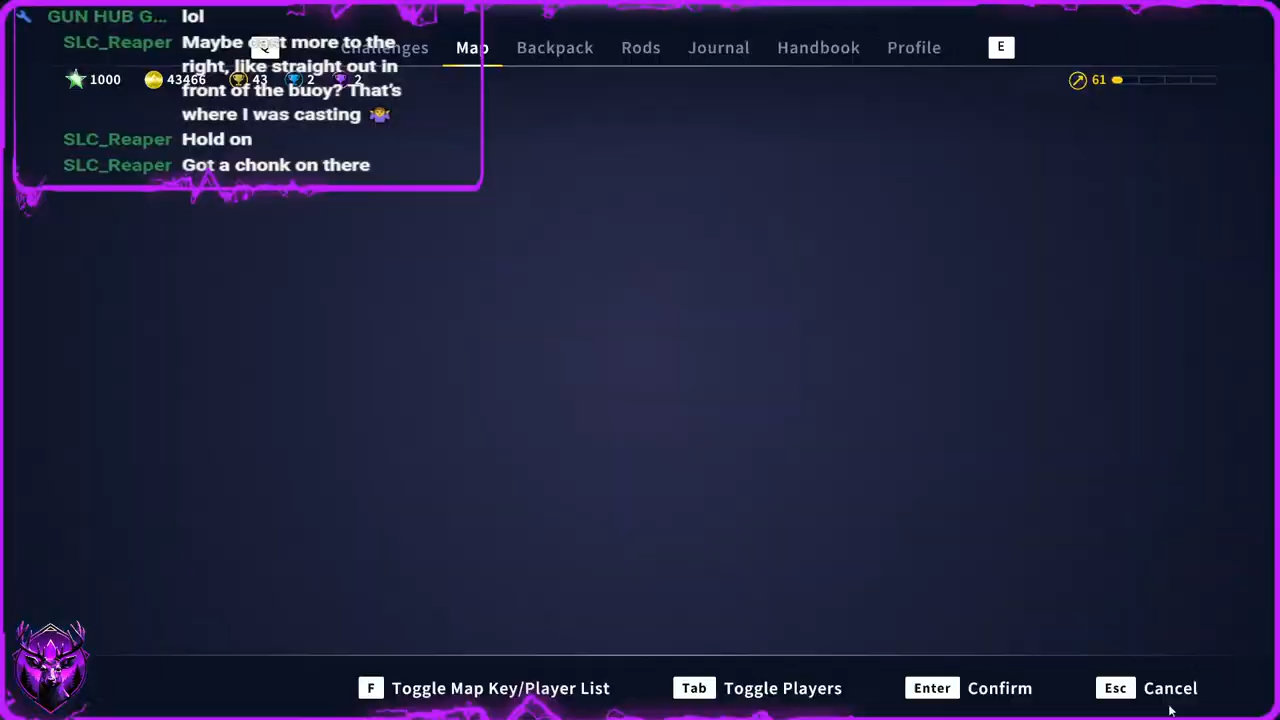 GUN HUB G... lol
SLC_Reaper Maybe cast more to the
right, like straight out in
front of the buoy? That's
where I was casting 🤷
SLC_Reaper Hold on
SLC_Reaper Got a chonk on there
Q Challenges Map Backpack Rods Journal Handbook Profile E
1000 43466 43 2 2 61
F Toggle Map Key/Player List Tab Toggle Players Enter Confirm Esc Cancel